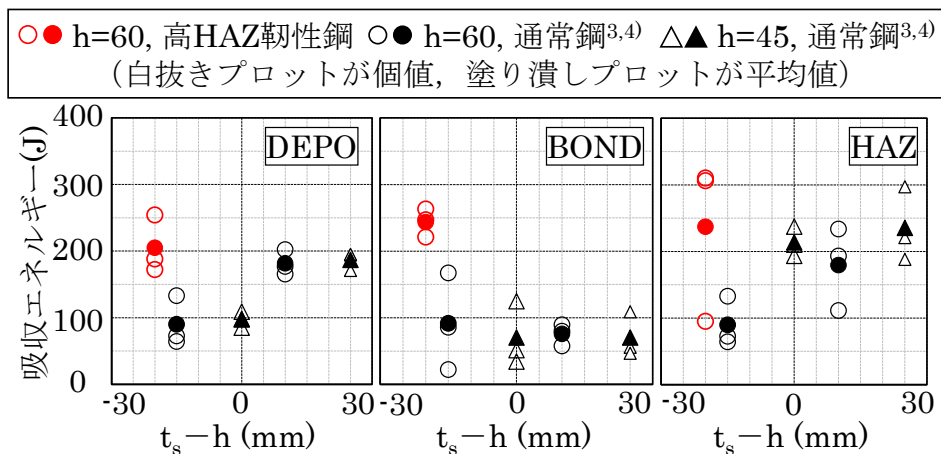 ○ ● h=60, 高HAZ靭性鋼 ○ ● h=60, 通常鋼3,4) △ ▲ h=45, 通常鋼3,4)
（白抜きプロットが個値，塗り潰しプロットが平均値）
吸収エネルギー(J)
400
300
200
100
0
DEPO
BOND
HAZ
-30 0 30 -30 0 30 -30 0 30
ts－h (mm) ts－h (mm) ts－h (mm)